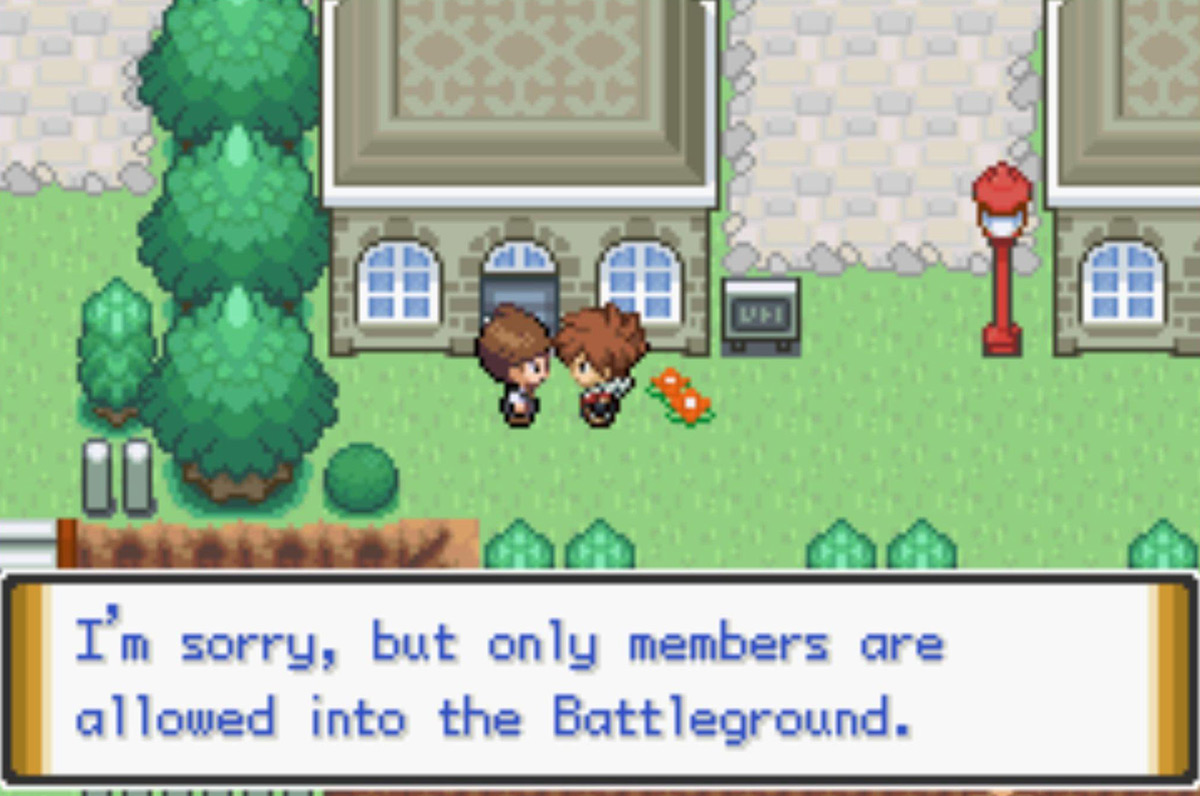 I'm sorry, but only members are
allowed into the Battleground.